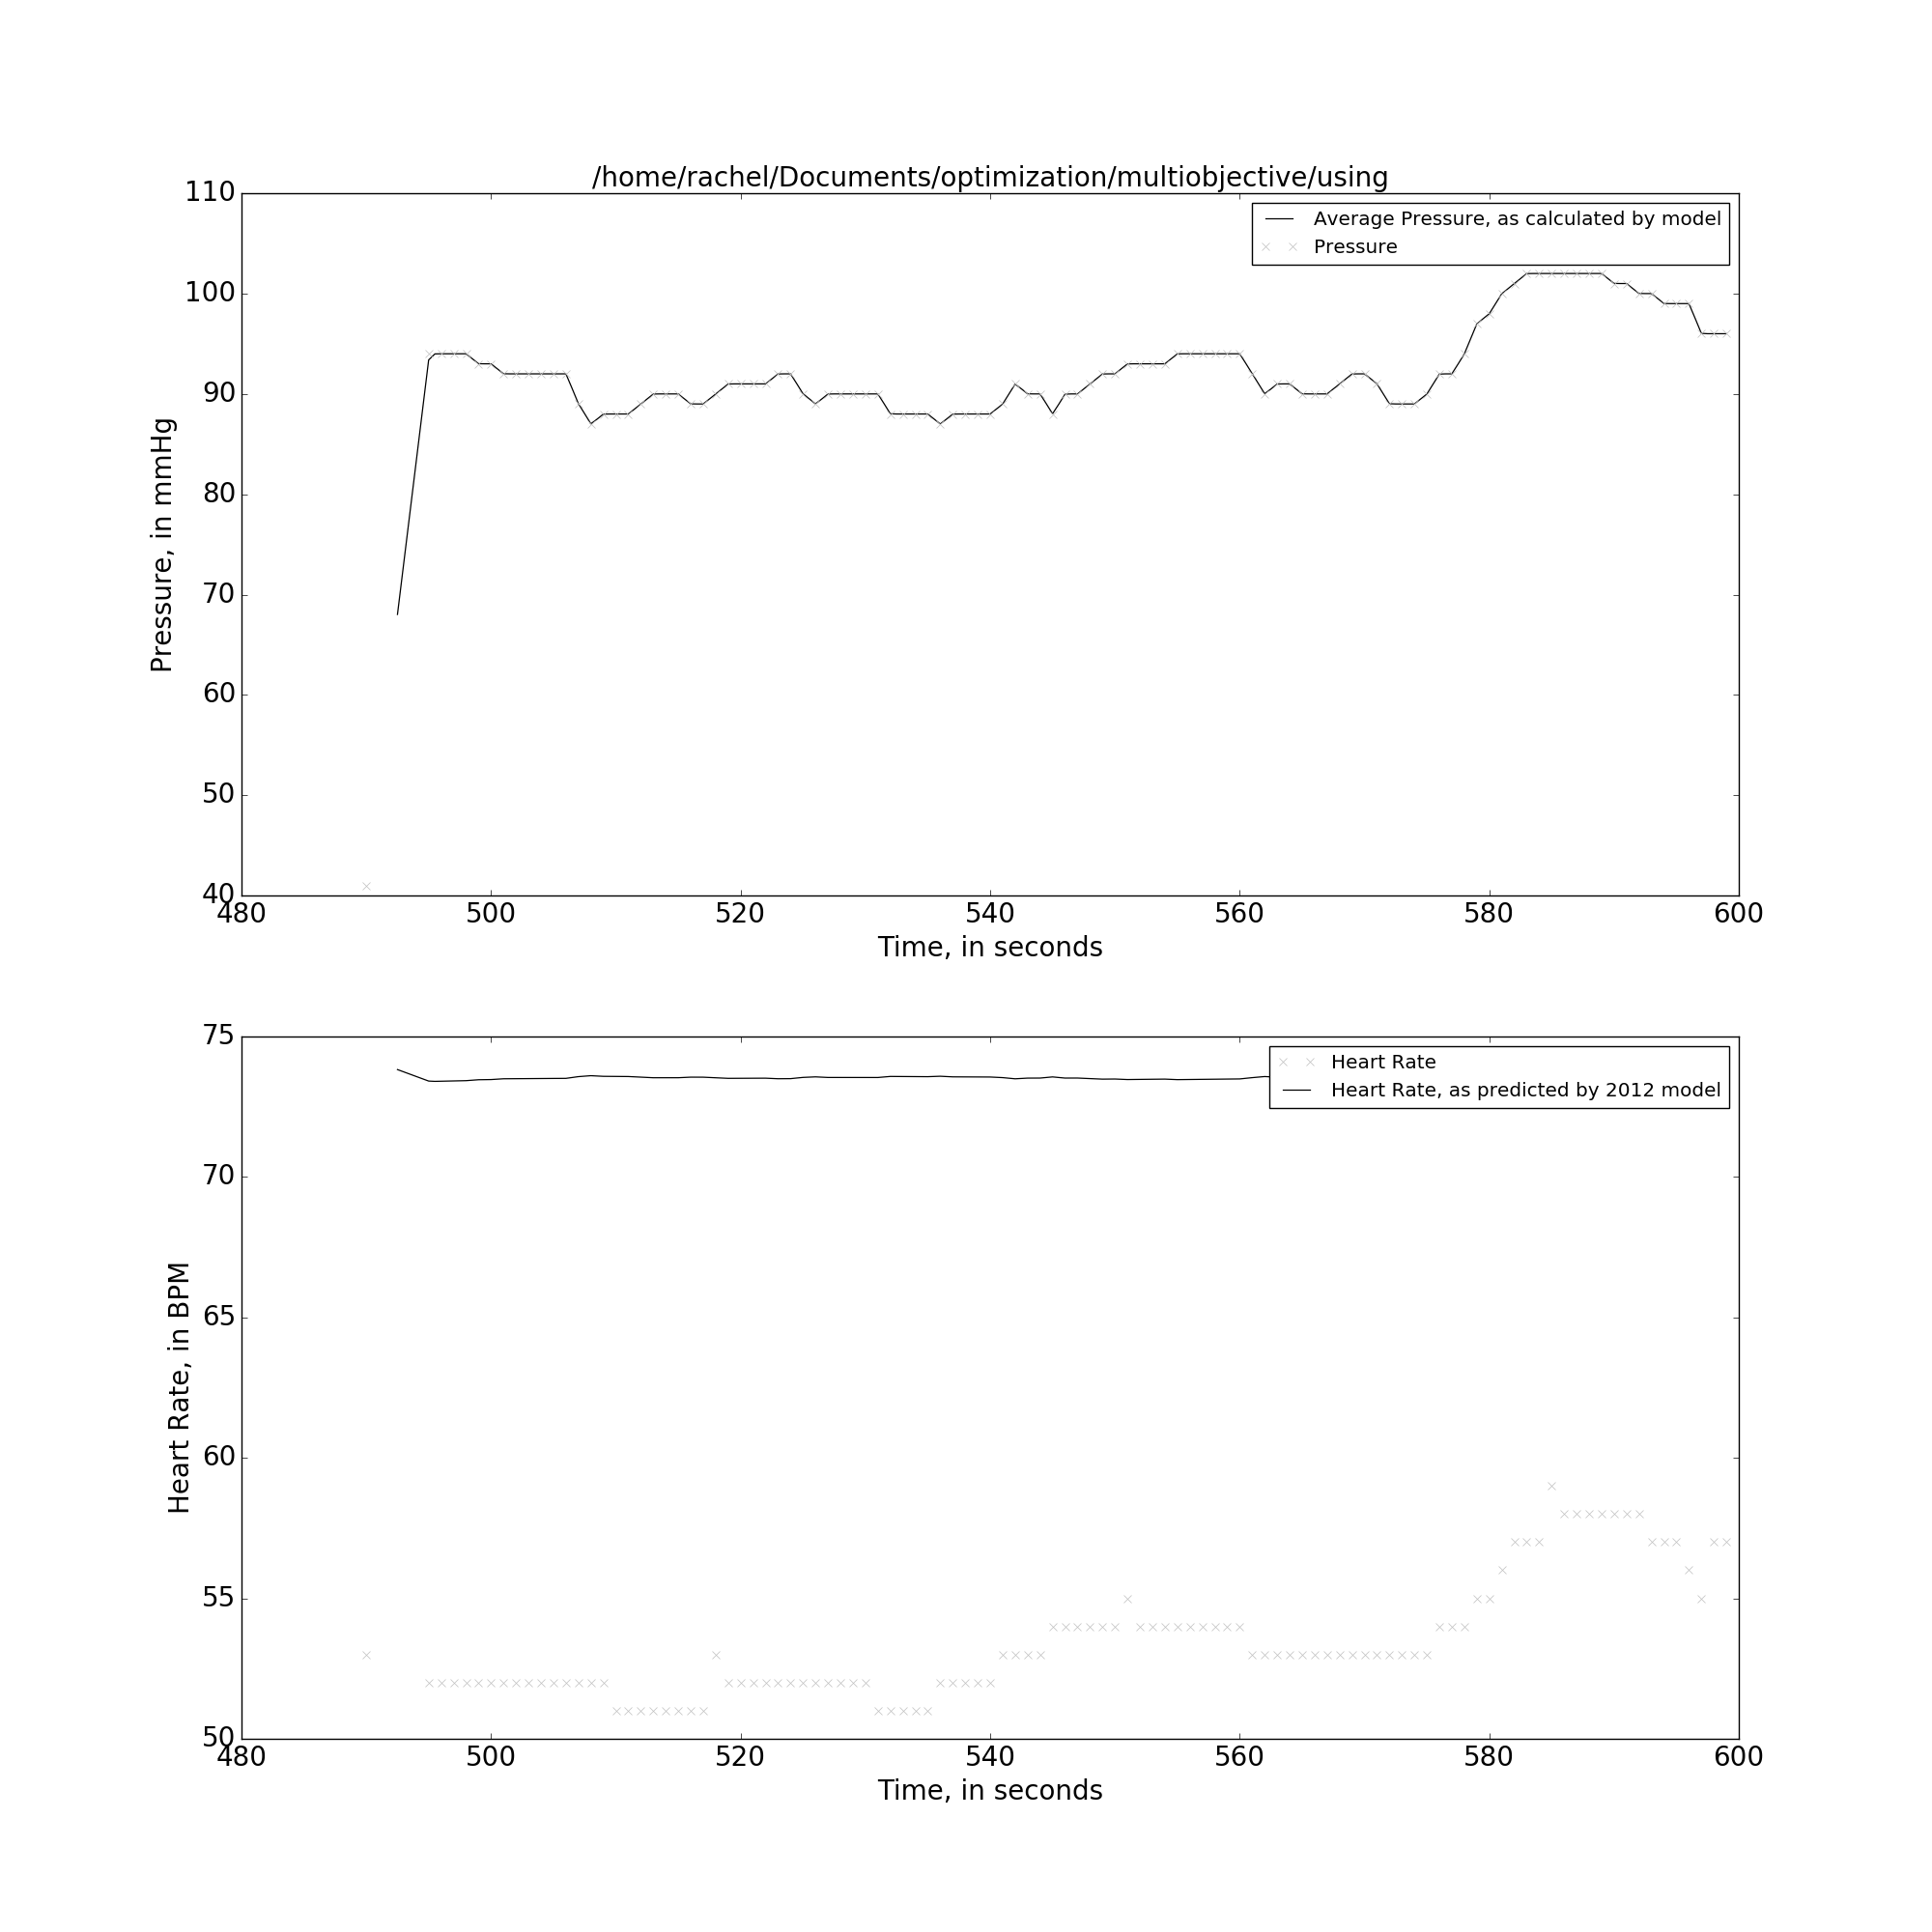 /home/rachel/Documents/optimization/multiobjective/using
110
100
90
80
70
60
50
40
Pressure, in mmHg
Average Pressure, as calculated by model
Pressure
480 500 520 540 560 580 600
Time, in seconds
75
70
65
60
55
50
Heart Rate, in BPM
Heart Rate
Heart Rate, as predicted by 2012 model
480 500 520 540 560 580 600
Time, in seconds